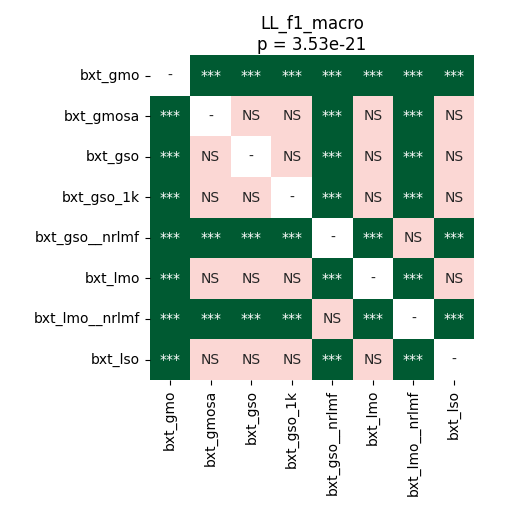 LL_f1_macro
p = 3.53e-21
bxt_gmo - *** *** *** *** *** *** ***
bxt_gmosa *** - NS NS *** NS *** NS
bxt_gso *** NS - NS *** NS *** NS
bxt_gso_1k *** NS NS - *** NS *** NS
bxt_gso__nrlmf *** *** *** *** - *** NS ***
bxt_lmo *** NS NS NS *** - *** NS
bxt_lmo__nrlmf *** *** *** *** NS *** - ***
bxt_lso *** NS NS NS *** NS *** -
bxt_gmo
bxt_gmosa
bxt_gso
bxt_gso_1k
bxt_gso__nrlmf
bxt_lmo
bxt_lmo__nrlmf
bxt_lso